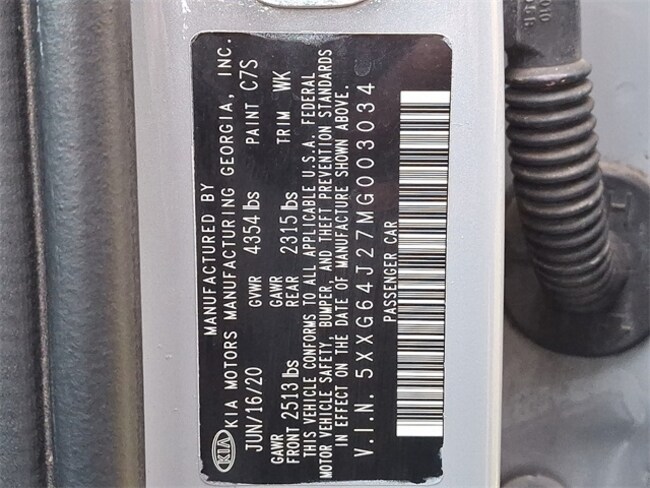 MANUFACTURED BY
KIA KIA MOTORS MANUFACTURING GEORGIA, INC.
JUN/16/20 GVWR 4354 lbs PAINT C7S
GAWR FRONT 2513 lbs GAWR REAR 2315 lbs TRIM WK
THIS VEHICLE CONFORMS TO ALL APPLICABLE U.S.A. FEDERAL
MOTOR VEHICLE SAFETY, BUMPER, AND THEFT PREVENTION STANDARDS
IN EFFECT ON THE DATE OF MANUFACTURE SHOWN ABOVE.
V.I.N. 5XXG64J27MG003034
PASSENGER CAR